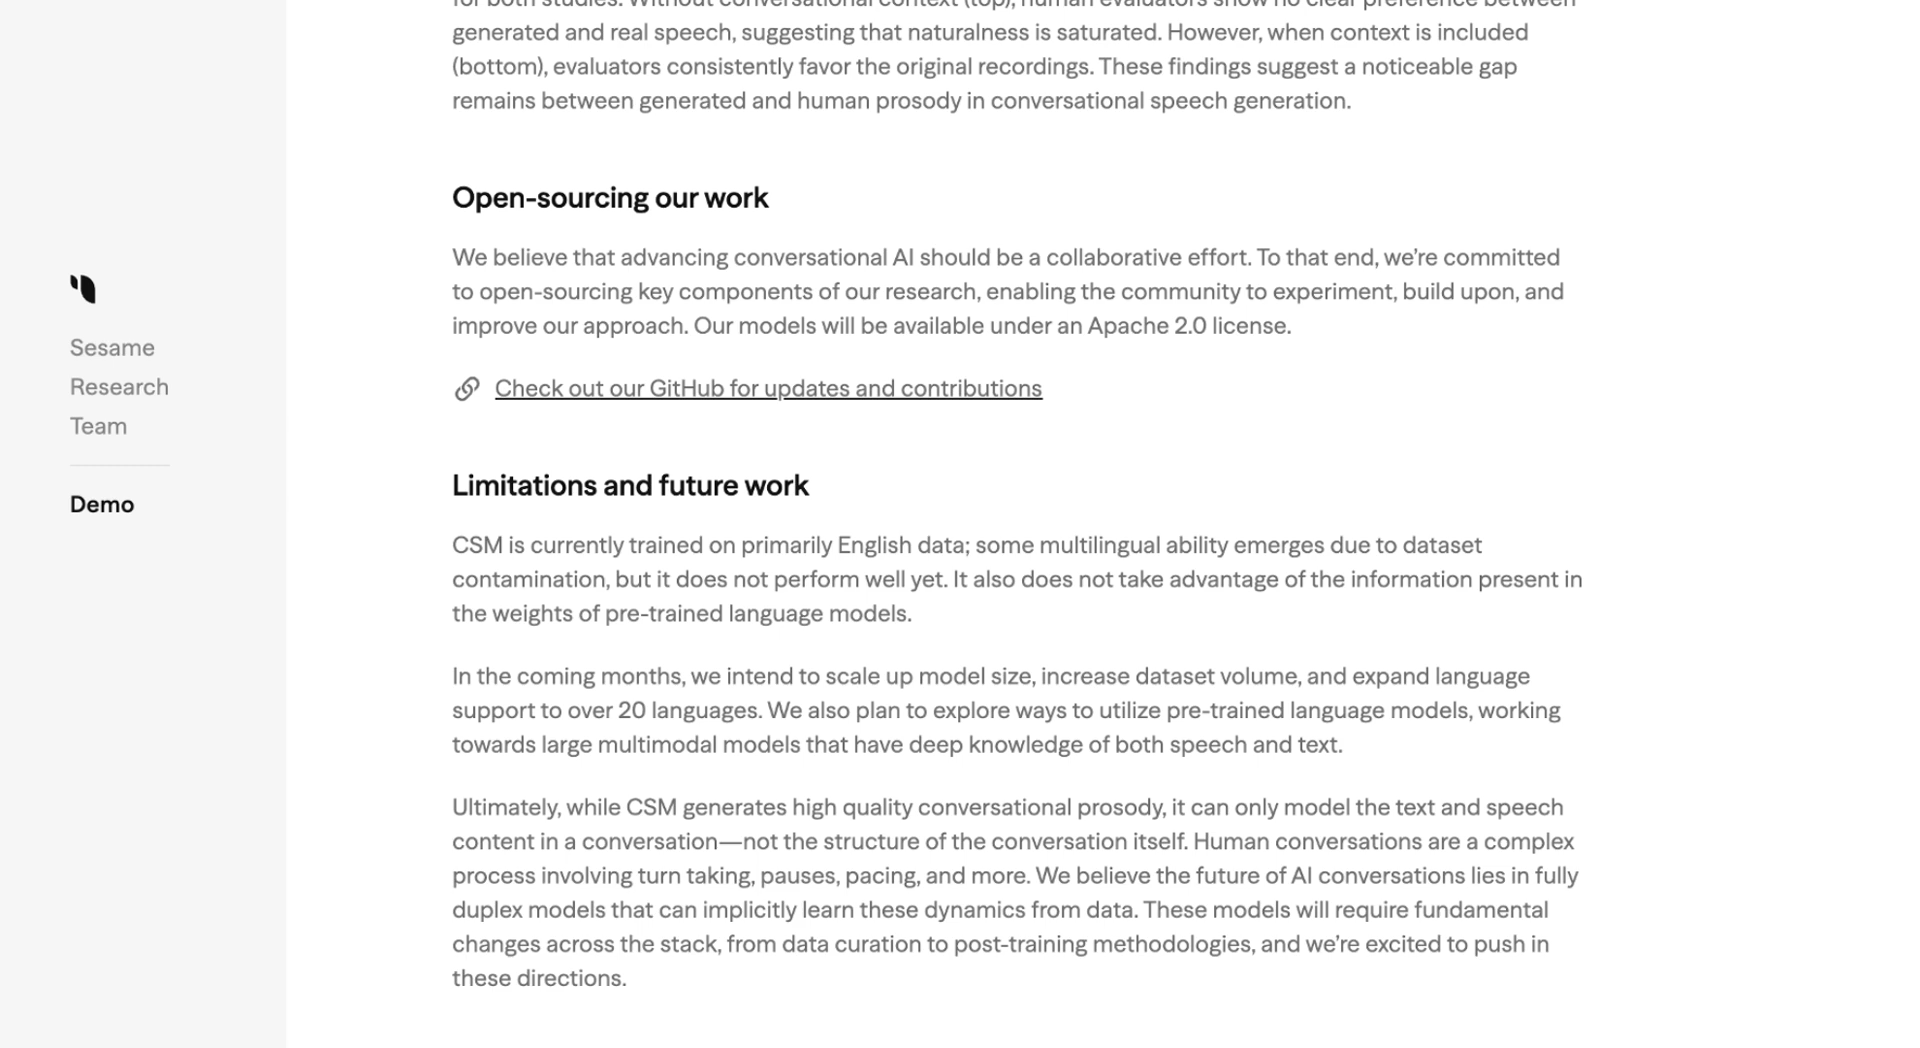 Sesame
Research
Team
Demo
for both studies. Without conversational context (top), human evaluators show no clear preference between
generated and real speech, suggesting that naturalness is saturated. However, when context is included
(bottom), evaluators consistently favor the original recordings. These findings suggest a noticeable gap
remains between generated and human prosody in conversational speech generation.
Open-sourcing our work
We believe that advancing conversational AI should be a collaborative effort. To that end, we’re committed
to open-sourcing key components of our research, enabling the community to experiment, build upon, and
improve our approach. Our models will be available under an Apache 2.0 license.
Check out our GitHub for updates and contributions
Limitations and future work
CSM is currently trained on primarily English data; some multilingual ability emerges due to dataset
contamination, but it does not perform well yet. It also does not take advantage of the information present in
the weights of pre-trained language models.
In the coming months, we intend to scale up model size, increase dataset volume, and expand language
support to over 20 languages. We also plan to explore ways to utilize pre-trained language models, working
towards large multimodal models that have deep knowledge of both speech and text.
Ultimately, while CSM generates high quality conversational prosody, it can only model the text and speech
content in a conversation—not the structure of the conversation itself. Human conversations are a complex
process involving turn taking, pauses, pacing, and more. We believe the future of AI conversations lies in fully
duplex models that can implicitly learn these dynamics from data. These models will require fundamental
changes across the stack, from data curation to post-training methodologies, and we’re excited to push in
these directions.